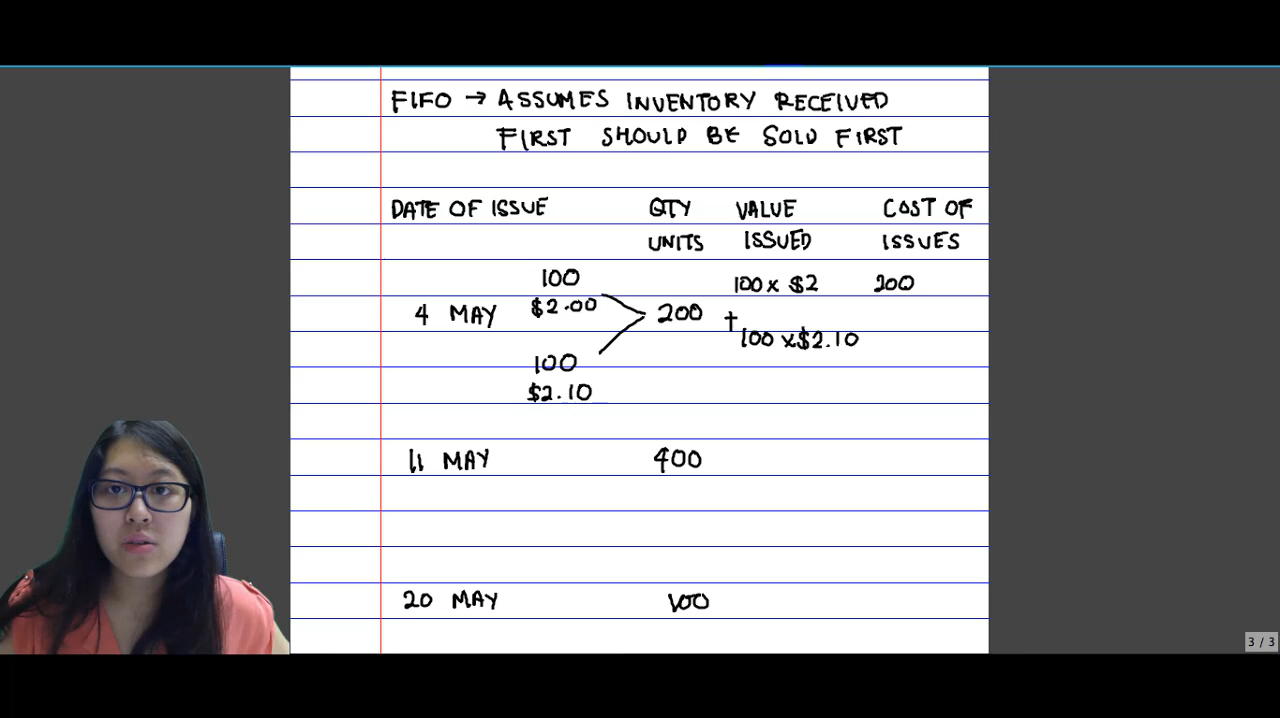 FIFO → ASSUMES INVENTORY RECEIVED
FIRST SHOULD BE SOLD FIRST
DATE OF ISSUE QTY VALUE COST OF
UNITS ISSUED ISSUES
100 100 x $2 200
$2.00
4 MAY 200 +
100 x $2.10
100
$2.10
11 MAY 400
20 MAY 100
3 / 3